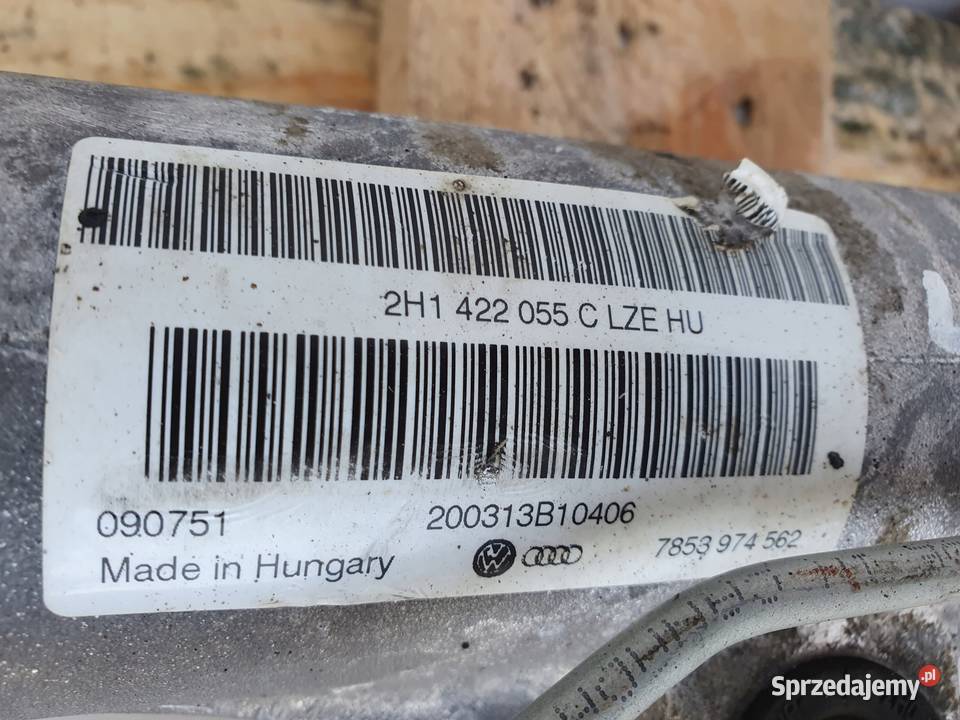 2H1 422 055 C LZE HU
090751 200313B10406
Made in Hungary 7853 974 562
Sprzedajemy.pl